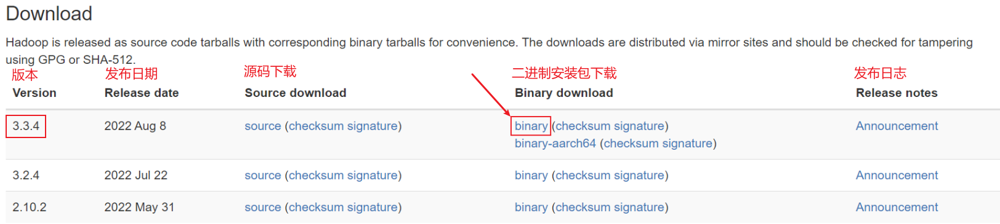 Download
Hadoop is released as source code tarballs with corresponding binary tarballs for convenience. The downloads are distributed via mirror sites and should be checked for tampering
using GPG or SHA-512.
版本 发布日期 源码下载 二进制安装包下载 发布日志
Version Release date Source download Binary download Release notes
3.3.4 2022 Aug 8 source (checksum signature) binary (checksum signature) Announcement
binary-aarch64 (checksum signature)
3.2.4 2022 Jul 22 source (checksum signature) binary (checksum signature) Announcement
2.10.2 2022 May 31 source (checksum signature) binary (checksum signature) Announcement